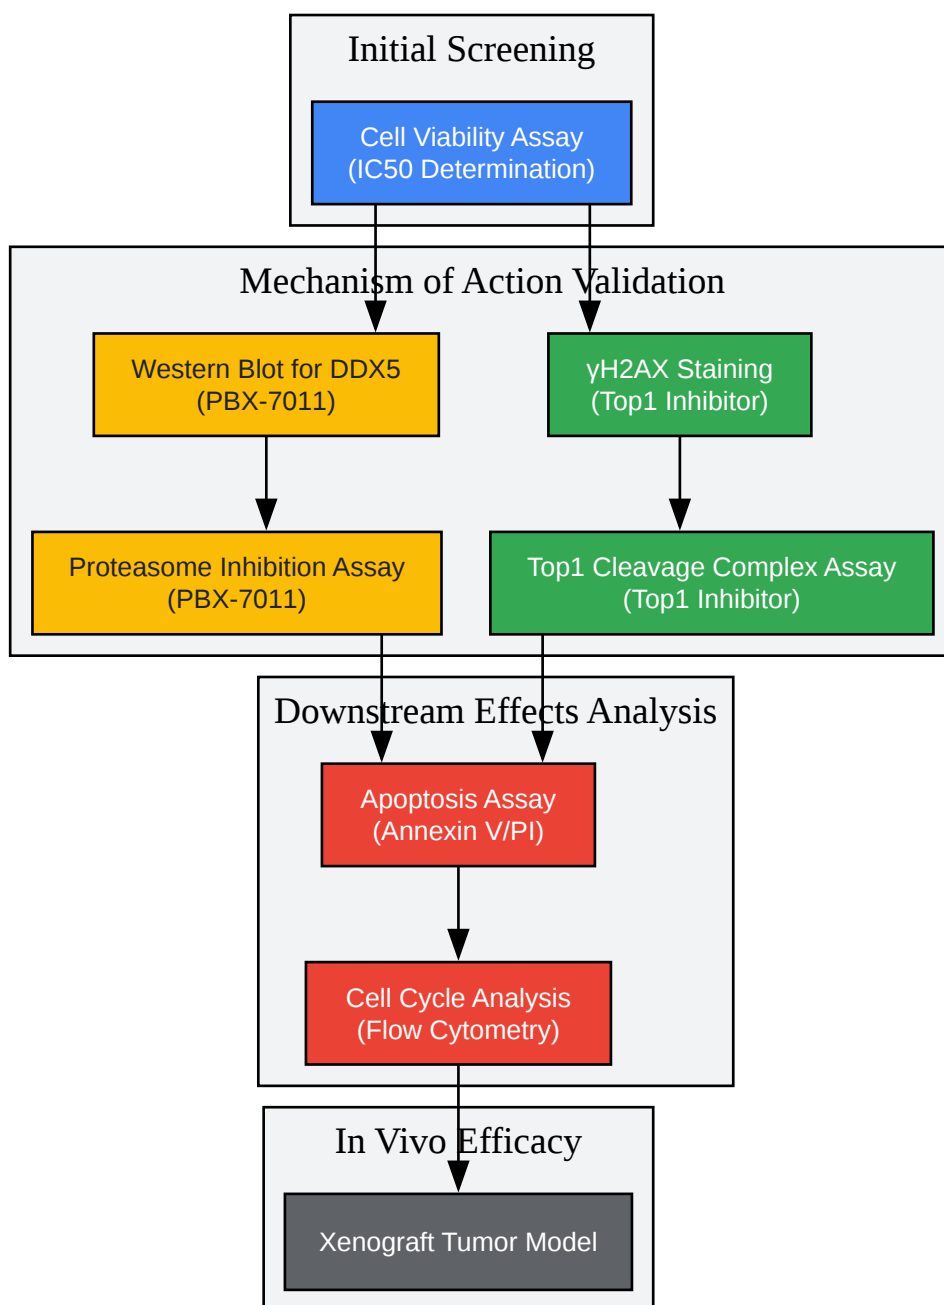 Initial Screening
Cell Viability Assay
(IC50 Determination)
Mechanism of Action Validation
Western Blot for DDX5
(PBX-7011)
γH2AX Staining
(Top1 Inhibitor)
Proteasome Inhibition Assay
(PBX-7011)
Top1 Cleavage Complex Assay
(Top1 Inhibitor)
Downstream Effects Analysis
Apoptosis Assay
(Annexin V/PI)
Cell Cycle Analysis
(Flow Cytometry)
In Vivo Efficacy
Xenograft Tumor Model